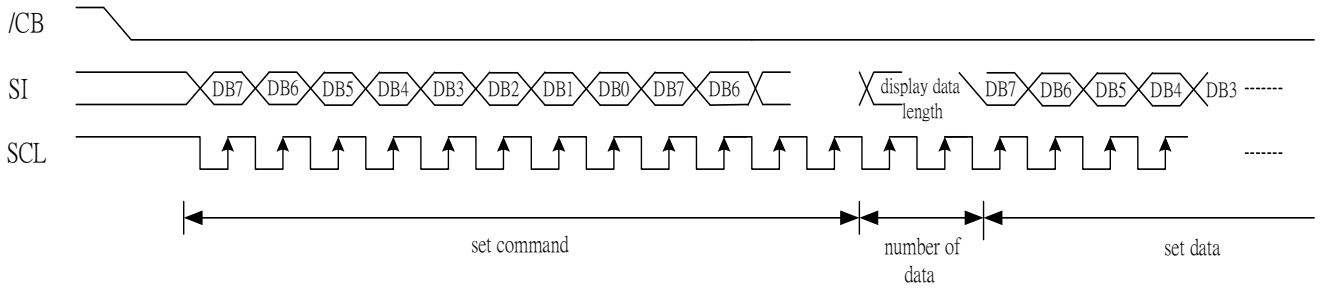 /CB
SI DB7 DB6 DB5 DB4 DB3 DB2 DB1 DB0 DB7 DB6 display data length DB7 DB6 DB5 DB4 DB3 -------
SCL ------
set command
number of data
set data